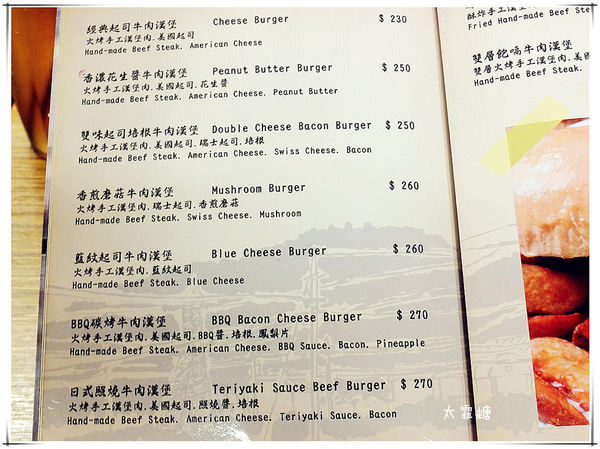 經典起司牛肉漢堡 Cheese Burger $ 230
火烤手工漢堡肉.美國起司
Hand-made Beef Steak. American Cheese
香濃花生醬牛肉漢堡 Peanut Butter Burger $ 250
火烤手工漢堡肉.美國起司.花生醬
Hand-made Beef Steak. American Cheese. Peanut Butter
雙味起司培根牛肉漢堡 Double Cheese Bacon Burger $ 250
火烤手工漢堡肉.美國起司.瑞士起司.培根
Hand-made Beef Steak. American Cheese. Swiss Cheese. Bacon
香煎蘑菇牛肉漢堡 Mushroom Burger $ 260
火烤手工漢堡肉.瑞士起司.香煎蘑菇
Hand-made Beef Steak. Swiss Cheese. Mushroom
藍紋起司牛肉漢堡 Blue Cheese Burger $ 260
火烤手工漢堡肉.藍紋起司
Hand-made Beef Steak. Blue Cheese
BBQ碳烤牛肉漢堡 BBQ Bacon Cheese Burger $ 270
火烤手工漢堡肉.美國起司.BBQ醬.培根.鳳梨片
Hand-made Beef Steak. American Cheese. BBQ Sauce. Bacon. Pineapple
日式照燒牛肉漢堡 Teriyaki Sauce Beef Burger $ 270
火烤手工漢堡肉.美國起司.照燒醬.培根
Hand-made Beef Steak. American Cheese. Teriyaki Sauce. Bacon
酥炸手工漢堡肉.美國
Fried Hand-made Beef Ste
雙層飽嗝牛肉漢堡
雙層火烤手工漢堡肉.美
Hand-made Beef Steak.
太霏糖